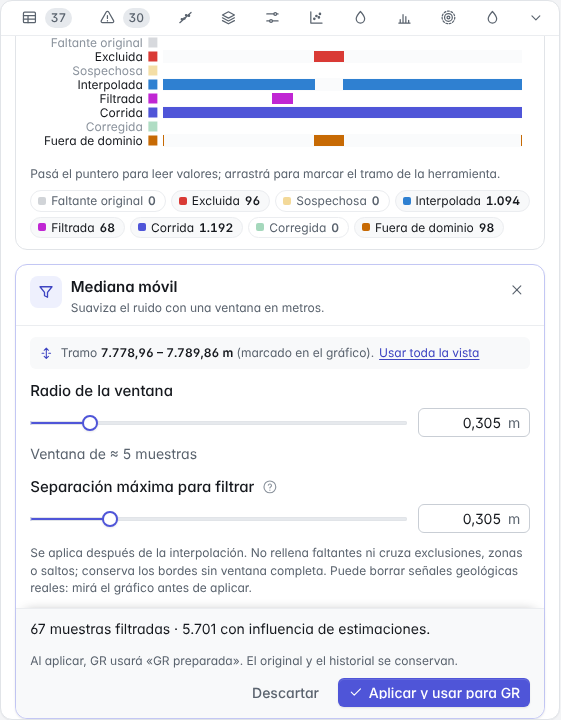 37
30
Faltante original
Excluida
Sospechosa
Interpolada
Filtrada
Corrida
Corregida
Fuera de dominio
Pasá el puntero para leer valores; arrastrá para marcar el tramo de la herramienta.
Faltante original 0 Excluida 96 Sospechosa 0 Interpolada 1.094
Filtrada 68 Corrida 1.192 Corregida 0 Fuera de dominio 98
Mediana móvil
Suaviza el ruido con una ventana en metros.
Tramo 7.778,96 – 7.789,86 m (marcado en el gráfico). Usar toda la vista
Radio de la ventana
0,305 m
Ventana de ≈ 5 muestras
Separación máxima para filtrar ?
0,305 m
Se aplica después de la interpolación. No rellena faltantes ni cruza exclusiones, zonas
o saltos; conserva los bordes sin ventana completa. Puede borrar señales geológicas
reales: mirá el gráfico antes de aplicar.
67 muestras filtradas · 5.701 con influencia de estimaciones.
Al aplicar, GR usará «GR preparada». El original y el historial se conservan.
Descartar Aplicar y usar para GR